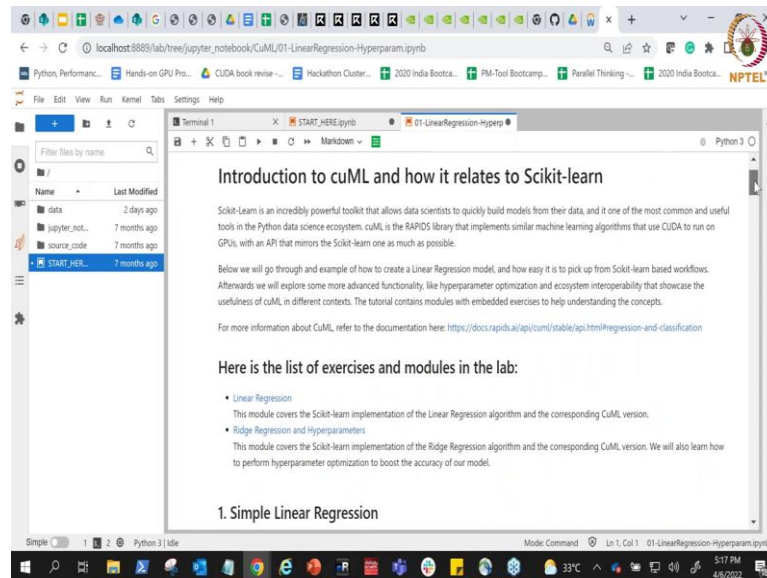 localhost:8889/lab/tree/jupyter_notebook/CuML/01-LinearRegression-Hyperparam.ipynb
Python, Performanc... Hands-on GPU Pro... CUDA book revise -... Hackathon Cluster... 2020 India Bootca... PM-Tool Bootcamp... Parallel Thinking -... 2020 India Bootca...
NPTEL
File Edit View Run Kernel Tabs Settings Help
Terminal 1 X START_HERE.ipynb 01-LinearRegression-Hyperp
Markdown Python 3
Filter files by name
/
Name Last Modified
data 2 days ago
jupyter_not... 7 months ago
source_code 7 months ago
START_HER... 7 months ago
Introduction to cuML and how it relates to Scikit-learn
Scikit-Learn is an incredibly powerful toolkit that allows data scientists to quickly build models from their data, and it one of the most common and useful
tools in the Python data science ecosystem. cuML is the RAPIDS library that implements similar machine learning algorithms that use CUDA to run on
GPUs, with an API that mirrors the Scikit-learn one as much as possible.
Below we will go through and example of how to create a Linear Regression model, and how easy it is to pick up from Scikit-learn based workflows.
Afterwards we will explore some more advanced functionality, like hyperparameter optimization and ecosystem interoperability that showcase the
usefulness of cuML in different contexts. The tutorial contains modules with embedded exercises to help understanding the concepts.
For more information about CuML, refer to the documentation here: https://docs.rapids.ai/api/cuml/stable/api.html#regression-and-classification
Here is the list of exercises and modules in the lab:
• Linear Regression
This module covers the Scikit-learn implementation of the Linear Regression algorithm and the corresponding CuML version.
• Ridge Regression and Hyperparameters
This module covers the Scikit-learn implementation of the Ridge Regression algorithm and the corresponding CuML version. We will also learn how
to perform hyperparameter optimization to boost the accuracy of our model.
1. Simple Linear Regression
Simple 1 2 Python 3 | Idle Mode: Command Ln 1, Col 1 01-LinearRegression-Hyperparam.ipyn
33°C 5:17 PM
4/6/2022